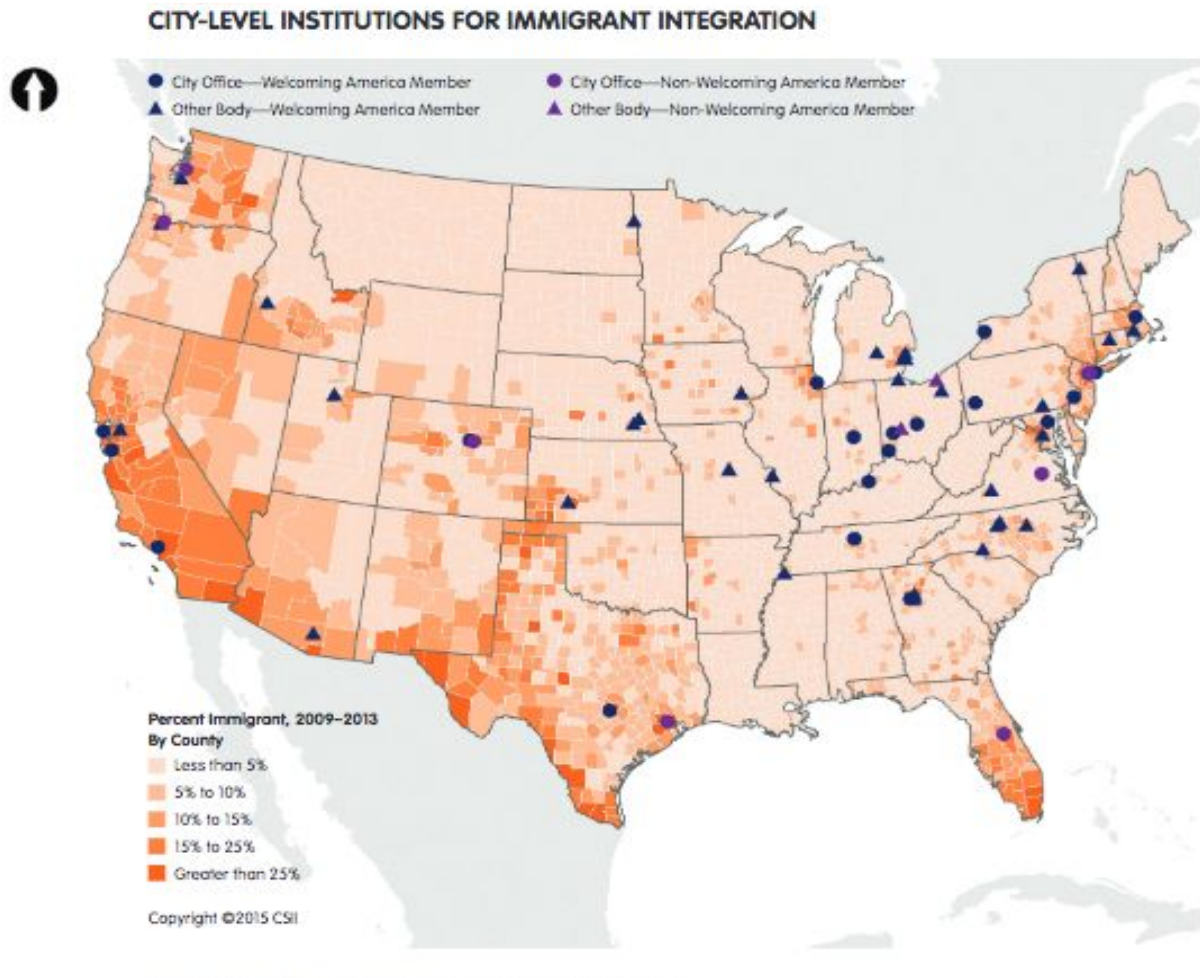 CITY-LEVEL INSTITUTIONS FOR IMMIGRANT INTEGRATION
City Office—Welcoming America Member
City Office—Non-Welcoming America Member
Other Body—Welcoming America Member
Other Body—Non-Welcoming America Member
Percent Immigrant, 2009–2013
By County
Less than 5%
5% to 10%
10% to 15%
15% to 25%
Greater than 25%
Copyright ©2015 CSII